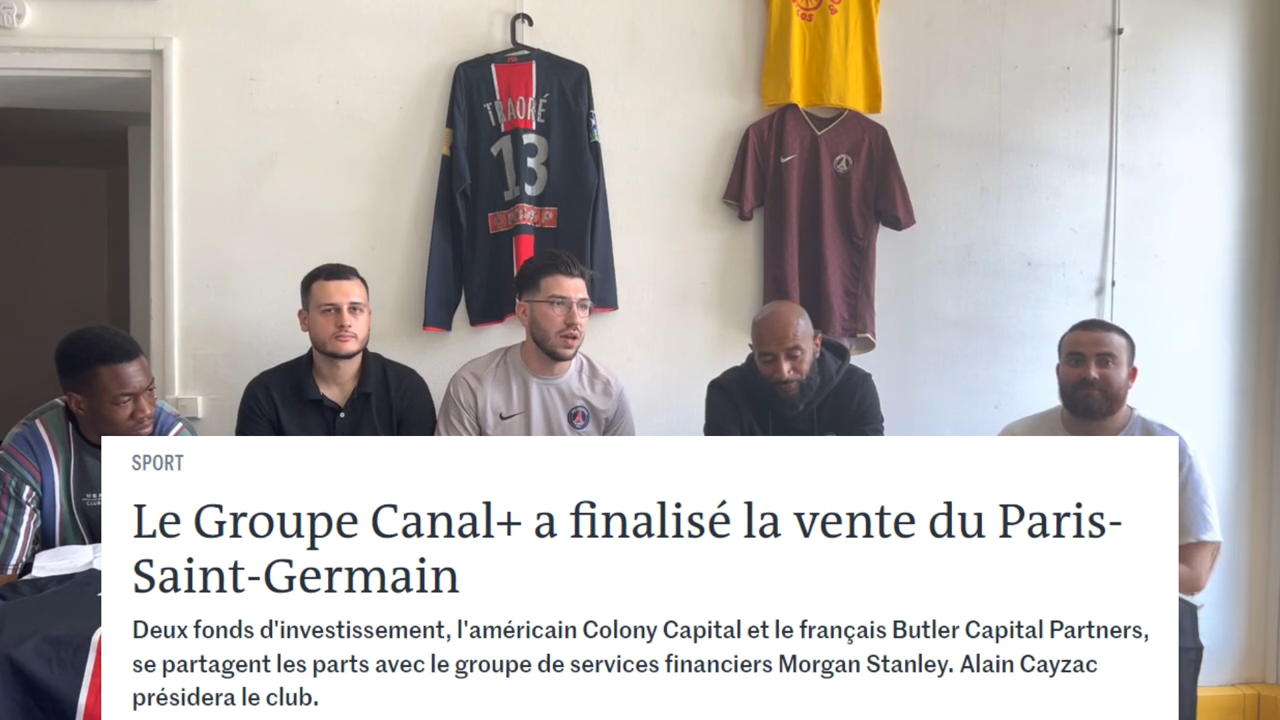 TRAORÉ
13
SPORT
Le Groupe Canal+ a finalisé la vente du Paris-
Saint-Germain
Deux fonds d'investissement, l'américain Colony Capital et le français Butler Capital Partners,
se partagent les parts avec le groupe de services financiers Morgan Stanley. Alain Cayzac
présidera le club.